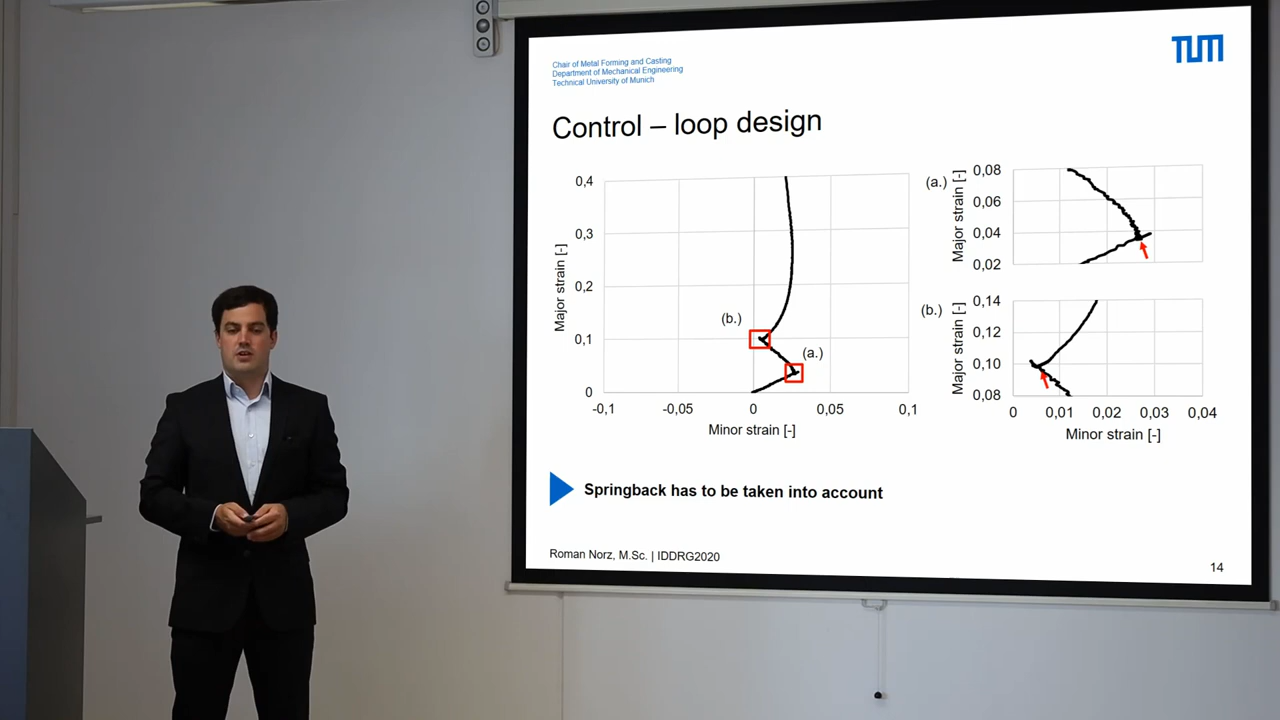 Chair of Metal Forming and Casting
Department of Mechanical Engineering
Technical University of Munich
TUM
Control – loop design
Major strain [-]
0,4
0,3
0,2
0,1
0
-0,1 -0,05 0 0,05 0,1
Minor strain [-]
(b.)
(a.)
(a.)
Major strain [-]
0,08
0,06
0,04
0,02
(b.)
Major strain [-]
0,14
0,12
0,10
0,08
0 0,01 0,02 0,03 0,04
Minor strain [-]
Springback has to be taken into account
Roman Norz, M.Sc. | IDDRG2020
14